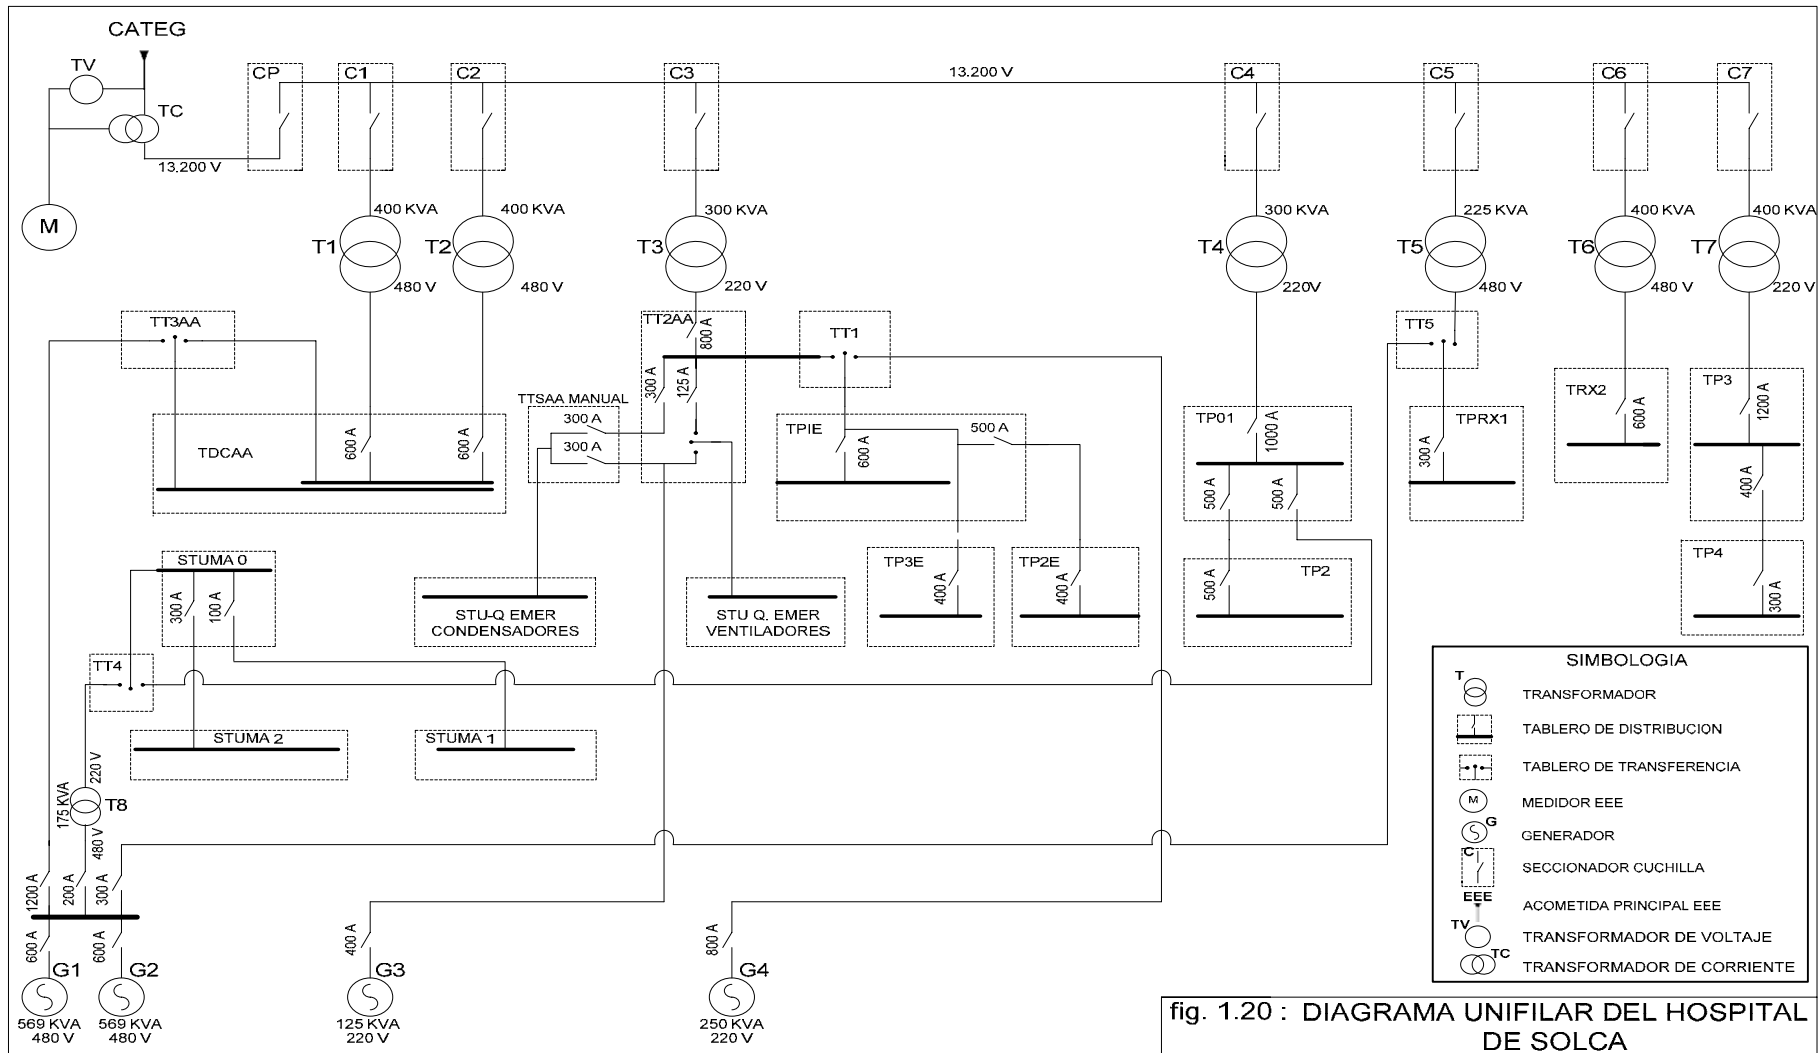 CATEG
TV
TC
13.200 V
M
CP
C1
C2
C3
13.200 V
C4
C5
C6
C7
400 KVA
T1
480 V
400 KVA
T2
480 V
300 KVA
T3
220 V
300 KVA
T4
220V
225 KVA
T5
480 V
400 KVA
T6
480 V
400 KVA
T7
220 V
TT3AA
TT2AA
800 A
300 A
125 A
TT1
TT5
TTSAA MANUAL
300 A
300 A
TDCAA
600 A
600 A
TPIE
600 A
500 A
TP01
1000 A
500 A
500 A
TPRX1
300 A
TRX2
600 A
TP3
1200 A
400 A
STUMA 0
300 A
100 A
STU-Q EMER
CONDENSADORES
STU Q. EMER
VENTILADORES
TP3E
400 A
TP2E
400 A
TP2
500 A
TP4
300 A
TT4
STUMA 2
STUMA 1
220 V
175 KVA
T8
480 V
1200 A
200 A
300 A
600 A
600 A
400 A
800 A
G1
569 KVA
480 V
G2
569 KVA
480 V
G3
125 KVA
220 V
G4
250 KVA
220 V
SIMBOLOGIA
T
TRANSFORMADOR
TABLERO DE DISTRIBUCION
TABLERO DE TRANSFERENCIA
M
MEDIDOR EEE
G
GENERADOR
C
SECCIONADOR CUCHILLA
EEE
ACOMETIDA PRINCIPAL EEE
TV
TRANSFORMADOR DE VOLTAJE
TC
TRANSFORMADOR DE CORRIENTE
fig. 1.20 : DIAGRAMA UNIFILAR DEL HOSPITAL
DE SOLCA